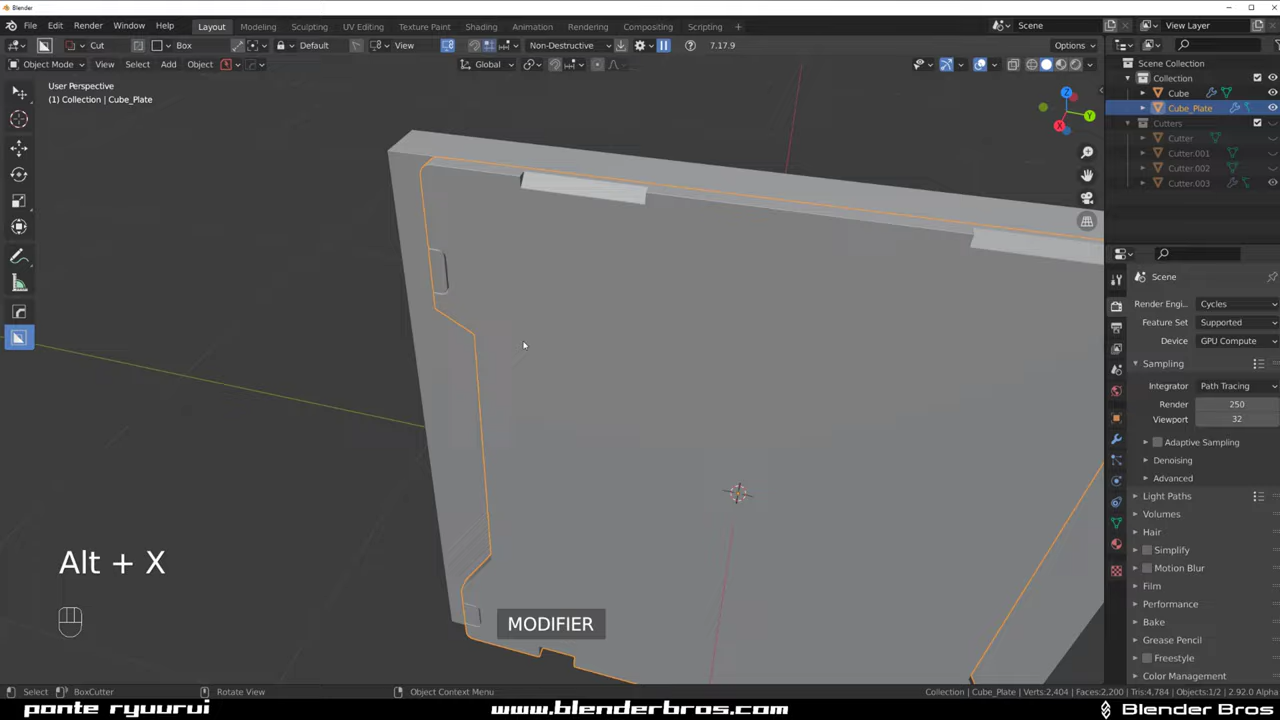 Blender
File Edit Render Window Help Layout Modeling Sculpting UV Editing Texture Paint Shading Animation Rendering Compositing Scripting Scene View Layer
Cut Box Default View Non-Destructive 7.17.9 Options
Object Mode View Select Add Object Global
User Perspective
(1) Collection | Cube_Plate
Scene Collection
Collection
Cube
Cube_Plate
Cutters
Cutter
Cutter.001
Cutter.002
Cutter.003
Z
Y
X
Scene
Render Engi... Cycles
Feature Set Supported
Device GPU Compute
Sampling
Integrator Path Tracing
Render 250
Viewport 32
Adaptive Sampling
Denoising
Advanced
Light Paths
Volumes
Hair
Simplify
Motion Blur
Film
Performance
Bake
Grease Pencil
Freestyle
Color Management
Alt + X
MODIFIER
Select BoxCutter Rotate View Object Context Menu Collection | Cube_Plate | Verts:2,404 | Faces:2,200 | Tris:4,784 | Objects:1/2 | 2.92.0 Alpha
ponte ryuurui www.blenderbros.com Blender Bros